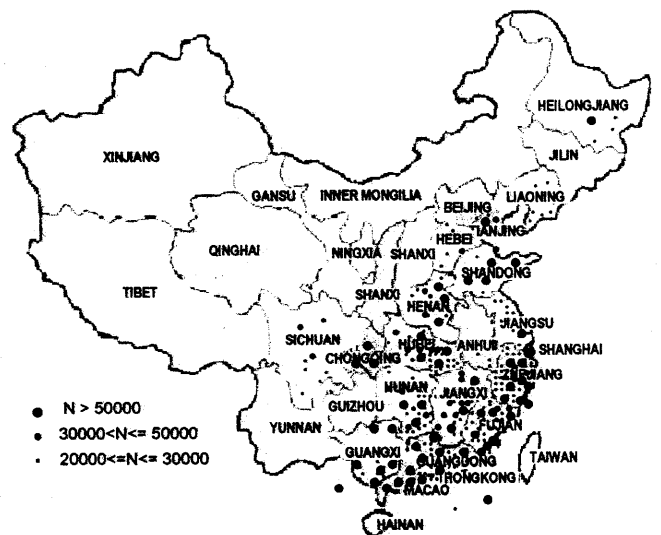 HEILONGJIANG
JILIN
XINJIANG
GANSU
INNER MONGILIA
LIAONING
BEIJING
TIANJING
HEBEI
NINGXIA
SHANXI
QINGHAI
SHANDONG
TIBET
SHANXI
HENAN
JIANGSU
SICHUAN
HUBEI
ANHUI
SHANGHAI
CHONGQING
ZHEJIANG
HUNAN
JIANGXI
GUIZHOU
FUJIAN
YUNNAN
GUANGXI
GUANGDONG
TAIWAN
MACAO
HAINAN
N > 50000
30000<N<= 50000
20000<=N<= 30000